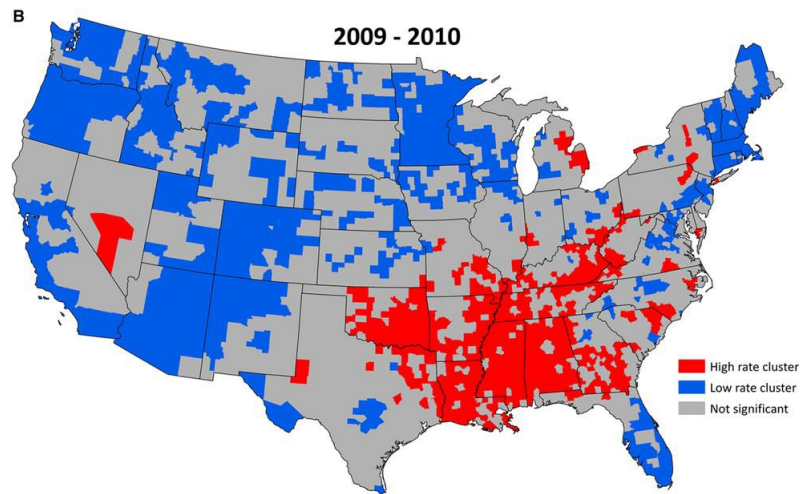 B
2009 - 2010
High rate cluster
Low rate cluster
Not significant